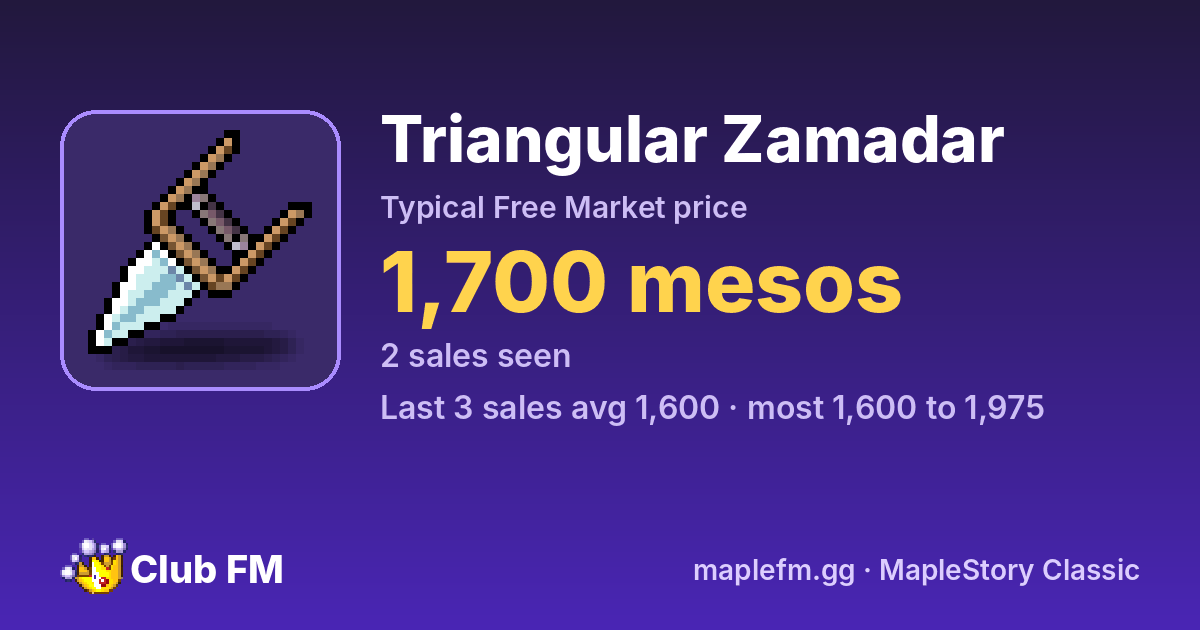 Triangular Zamadar
Typical Free Market price
1,700 mesos
2 sales seen
Last 3 sales avg 1,600 · most 1,600 to 1,975
Club FM
maplefm.gg · MapleStory Classic